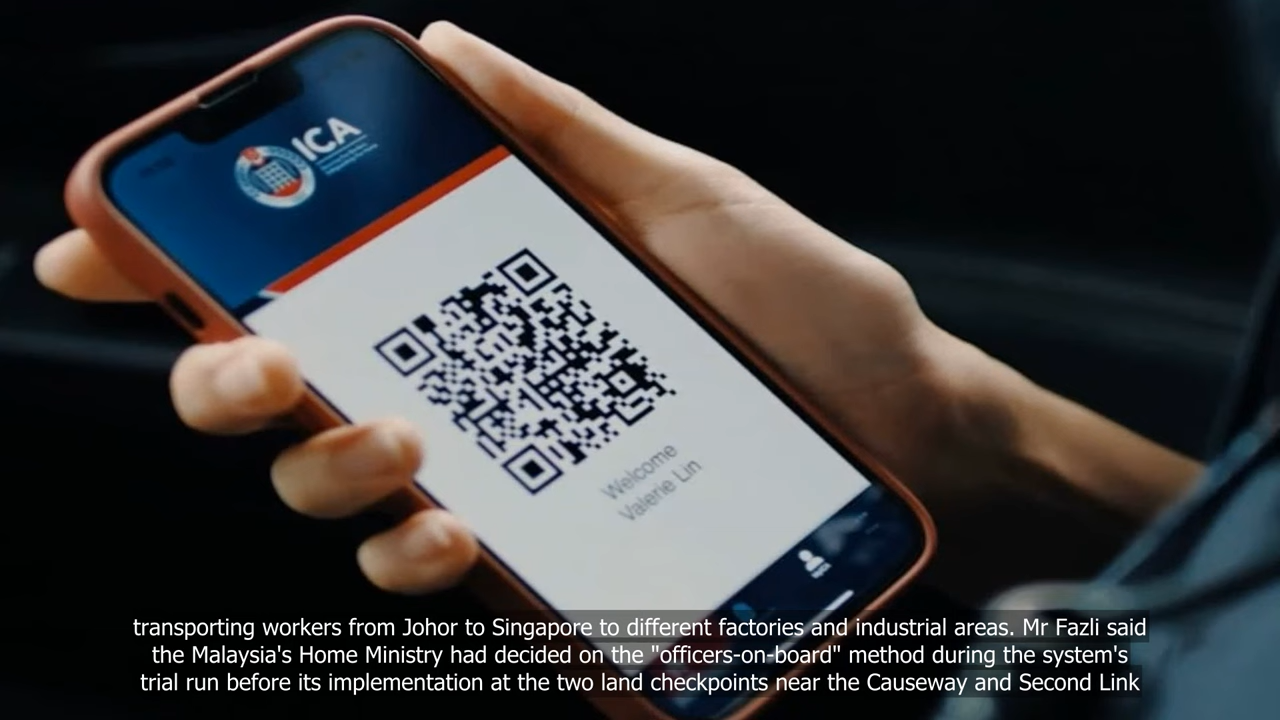 ICA
Welcome
Valerie Lin
transporting workers from Johor to Singapore to different factories and industrial areas. Mr Fazli said
the Malaysia's Home Ministry had decided on the "officers-on-board" method during the system's
trial run before its implementation at the two land checkpoints near the Causeway and Second Link